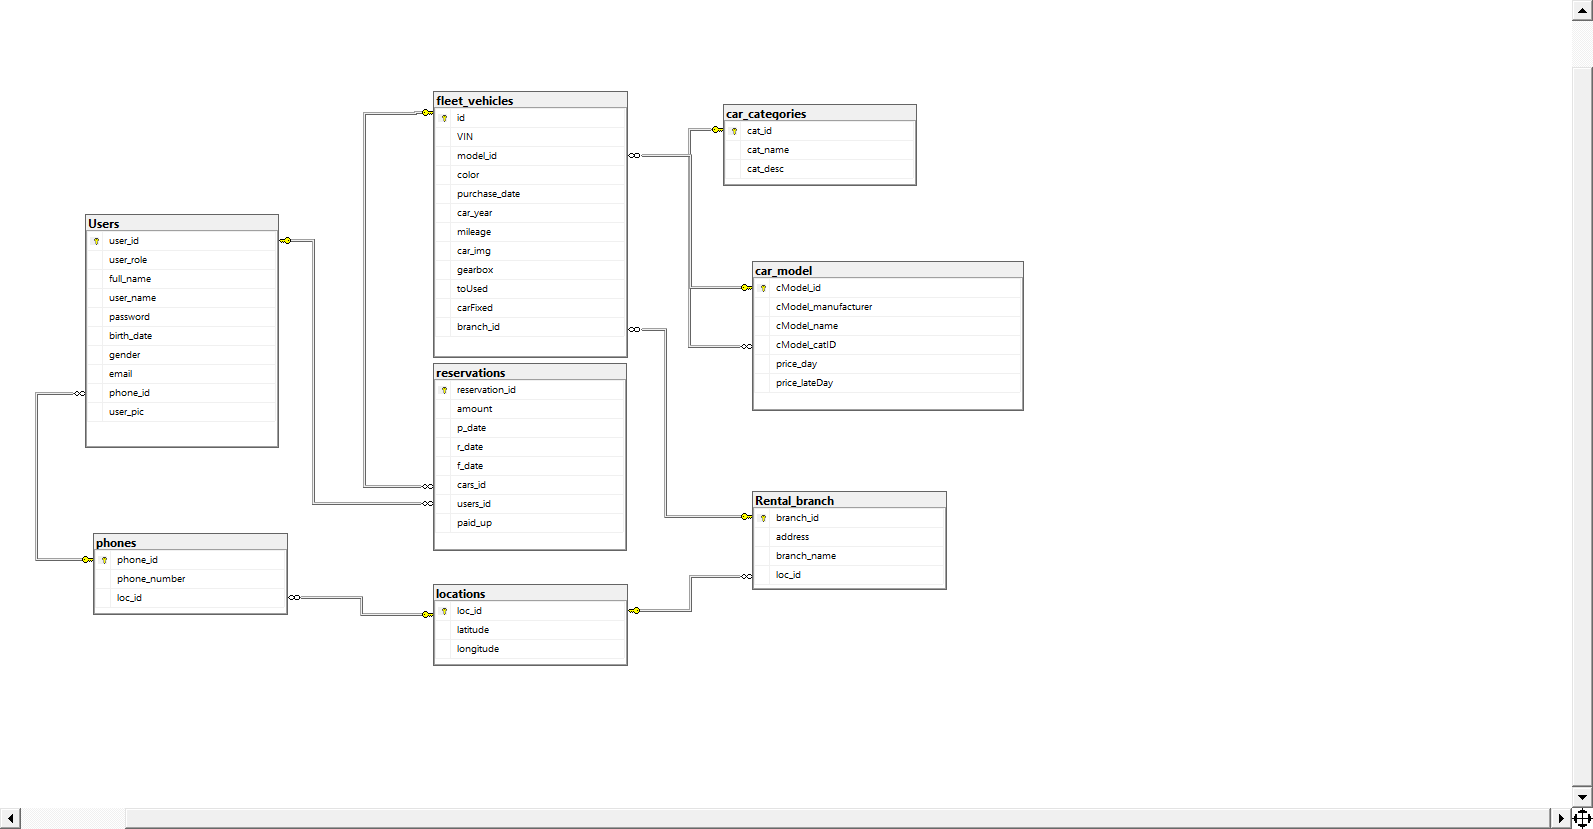 fleet_vehicles
id
VIN
model_id
color
purchase_date
car_year
mileage
car_img
gearbox
toUsed
carFixed
branch_id
car_categories
cat_id
cat_name
cat_desc
Users
user_id
user_role
full_name
user_name
password
birth_date
gender
email
phone_id
user_pic
car_model
cModel_id
cModel_manufacturer
cModel_name
cModel_catID
price_day
price_lateDay
reservations
reservation_id
amount
p_date
r_date
f_date
cars_id
users_id
paid_up
Rental_branch
branch_id
address
branch_name
loc_id
phones
phone_id
phone_number
loc_id
locations
loc_id
latitude
longitude